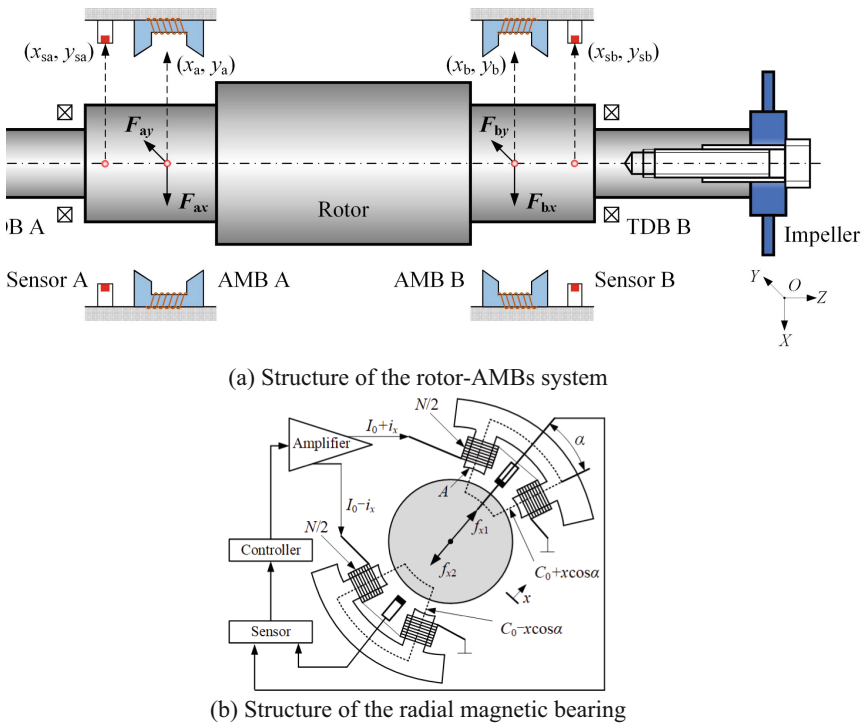 (xsa, ysa)
(xa, ya)
(xb, yb)
(xsb, ysb)
Fay
Fax
Fby
Fbx
Rotor
OB A
TDB B
Impeller
Sensor A
AMB A
AMB B
Sensor B
Y
O
Z
X
(a) Structure of the rotor-AMBs system
N/2
I0+ix
Amplifier
α
A
I0−ix
N/2
fx1
fx2
Controller
C0+xcosα
x
Sensor
C0−xcosα
(b) Structure of the radial magnetic bearing